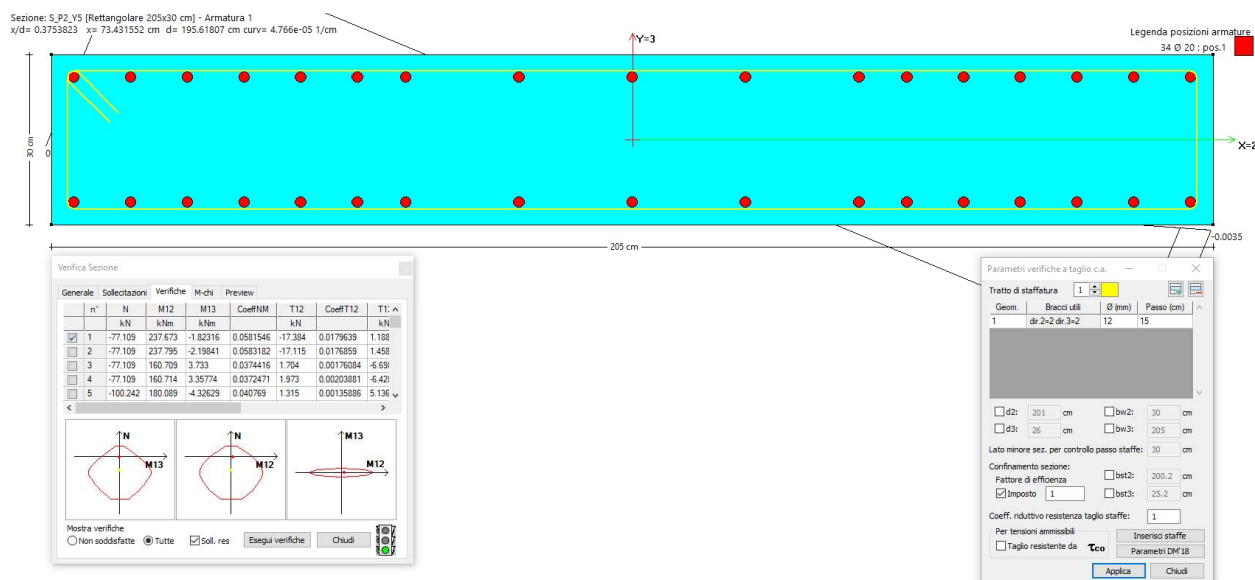 Sezione: S_P2_Y5 [Rettangolare 205x30 cm] - Armatura 1
x/d= 0.3753823 x= 73.431552 cm d= 195.61807 cm curv= 4.766e-05 1/cm
Y=3
Legenda posizioni armature
34 Ø 20 : pos.1
30 cm
0
X=2
-0.0035
205 cm
Verifica Sezione
Generale Sollecitazioni Verifiche M-chi Preview
n° N M12 M13 CoeffNM T12 CoeffT12 T1:
kN kNm kNm kN kN
1 -77.109 237.673 -1.82316 0.0581546 -17.384 0.0179639 1.188
2 -77.109 237.795 -2.19841 0.0583182 -17.115 0.0176859 1.458
3 -77.109 160.709 3.733 0.0374416 1.704 0.00176084 -6.698
4 -77.109 160.714 3.35774 0.0372471 1.973 0.00203881 -6.428
5 -100.242 180.089 -4.32629 0.040769 1.315 0.00135886 5.136
N
M13
N
M12
M13
M12
Mostra verifiche
Non soddisfatte Tutte Soll. res Esegui verifiche Chiudi
Parametri verifiche a taglio c.a.
Tratto di staffatura 1
Geom. Bracci utili Ø (mm) Passo (cm)
1 dir.2=2 dir.3=2 12 15
d2: 201 cm bw2: 30 cm
d3: 26 cm bw3: 205 cm
Lato minore sez. per controllo passo staffe: 30 cm
Confinamento sezione:
Fattore di efficienza
Imposto 1
bst2: 200.2 cm
bst3: 25.2 cm
Coeff. riduttivo resistenza taglio staffe: 1
Per tensioni ammissibili
Taglio resistente da τco
Inserisci staffe
Parametri DM'18
Applica Chiudi